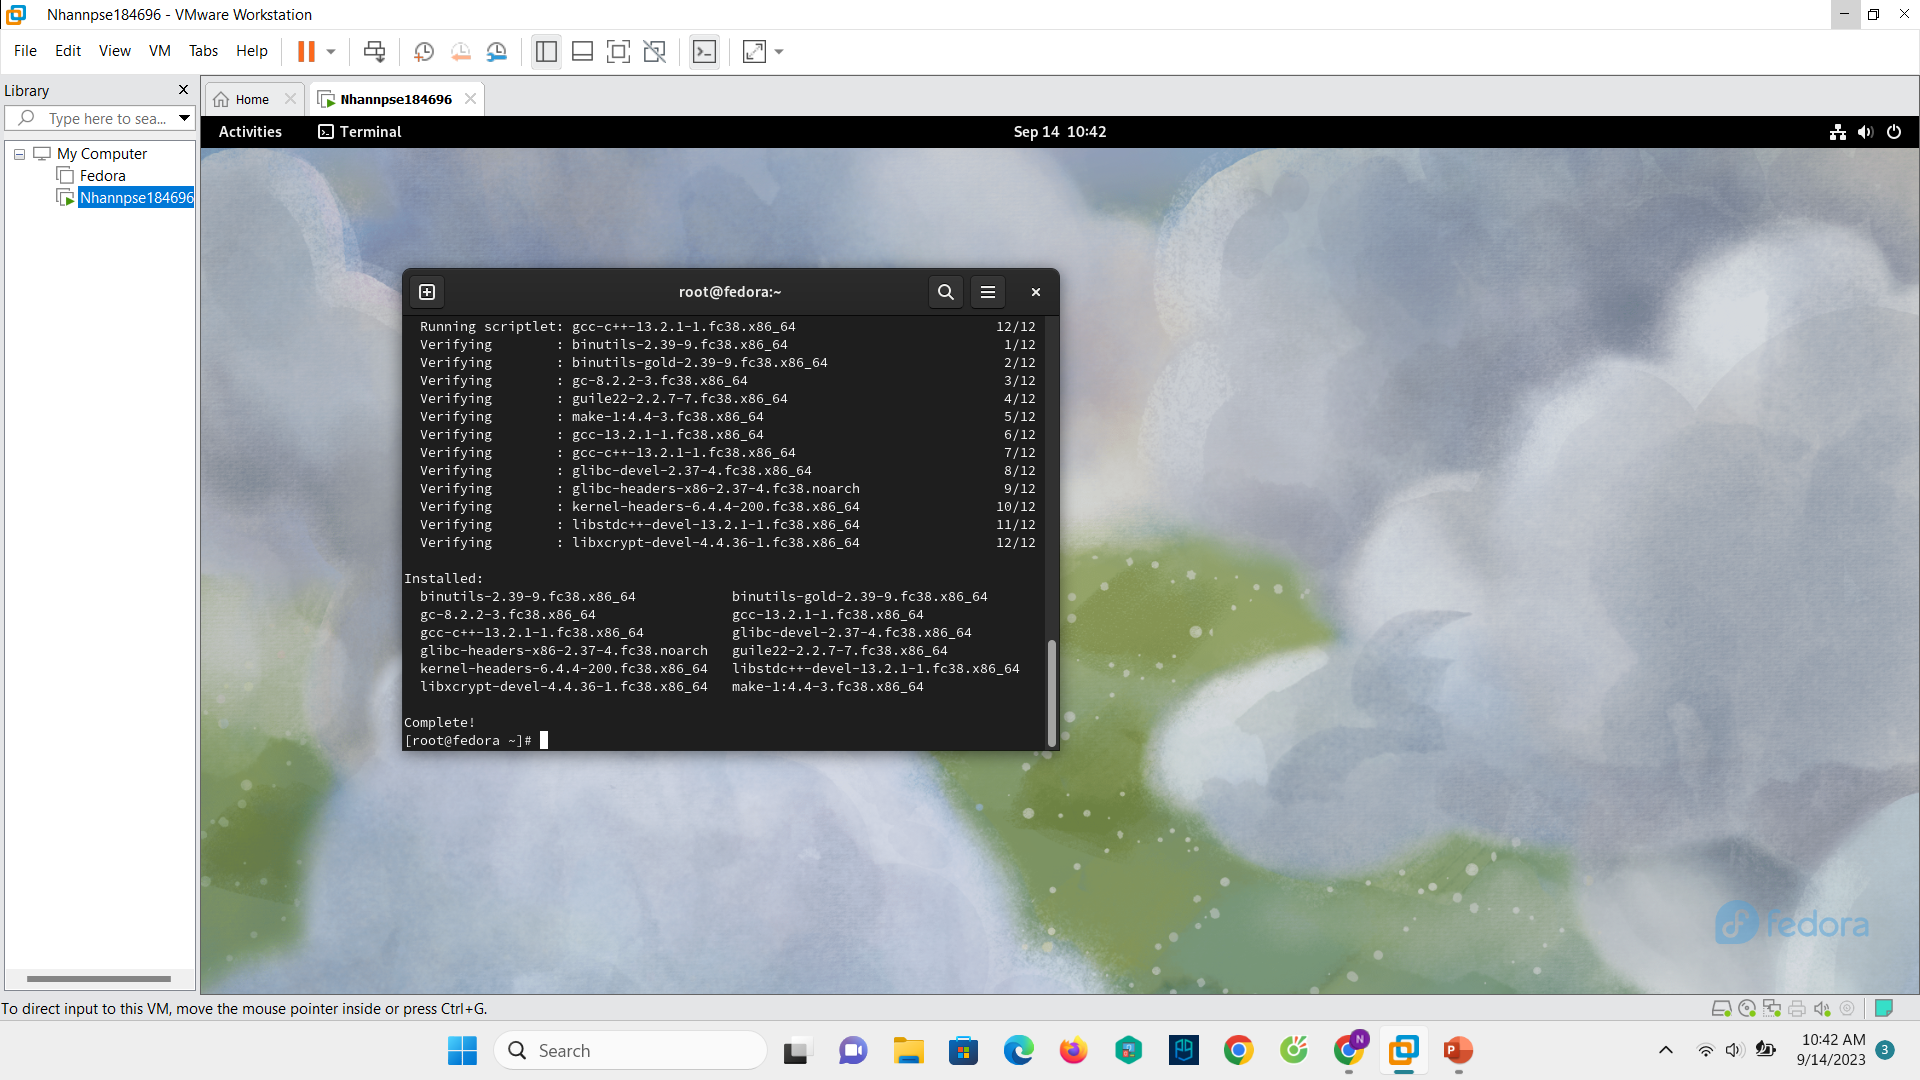 Nhannpse184696 - VMware Workstation
File Edit View VM Tabs Help
Library
Type here to sea...
My Computer
Fedora
Nhannpse184696
Home
Nhannpse184696
Activities
Terminal
Sep 14 10:42
root@fedora:~
Running scriptlet: gcc-c++-13.2.1-1.fc38.x86_64 12/12
Verifying : binutils-2.39-9.fc38.x86_64 1/12
Verifying : binutils-gold-2.39-9.fc38.x86_64 2/12
Verifying : gc-8.2.2-3.fc38.x86_64 3/12
Verifying : guile22-2.2.7-7.fc38.x86_64 4/12
Verifying : make-1:4.4-3.fc38.x86_64 5/12
Verifying : gcc-13.2.1-1.fc38.x86_64 6/12
Verifying : gcc-c++-13.2.1-1.fc38.x86_64 7/12
Verifying : glibc-devel-2.37-4.fc38.x86_64 8/12
Verifying : glibc-headers-x86-2.37-4.fc38.noarch 9/12
Verifying : kernel-headers-6.4.4-200.fc38.x86_64 10/12
Verifying : libstdc++-devel-13.2.1-1.fc38.x86_64 11/12
Verifying : libxcrypt-devel-4.4.36-1.fc38.x86_64 12/12
Installed:
binutils-2.39-9.fc38.x86_64 binutils-gold-2.39-9.fc38.x86_64
gc-8.2.2-3.fc38.x86_64 gcc-13.2.1-1.fc38.x86_64
gcc-c++-13.2.1-1.fc38.x86_64 glibc-devel-2.37-4.fc38.x86_64
glibc-headers-x86-2.37-4.fc38.noarch guile22-2.2.7-7.fc38.x86_64
kernel-headers-6.4.4-200.fc38.x86_64 libstdc++-devel-13.2.1-1.fc38.x86_64
libxcrypt-devel-4.4.36-1.fc38.x86_64 make-1:4.4-3.fc38.x86_64
Complete!
[root@fedora ~]#
fedora
To direct input to this VM, move the mouse pointer inside or press Ctrl+G.
Search
N
P
10:42 AM
9/14/2023
3